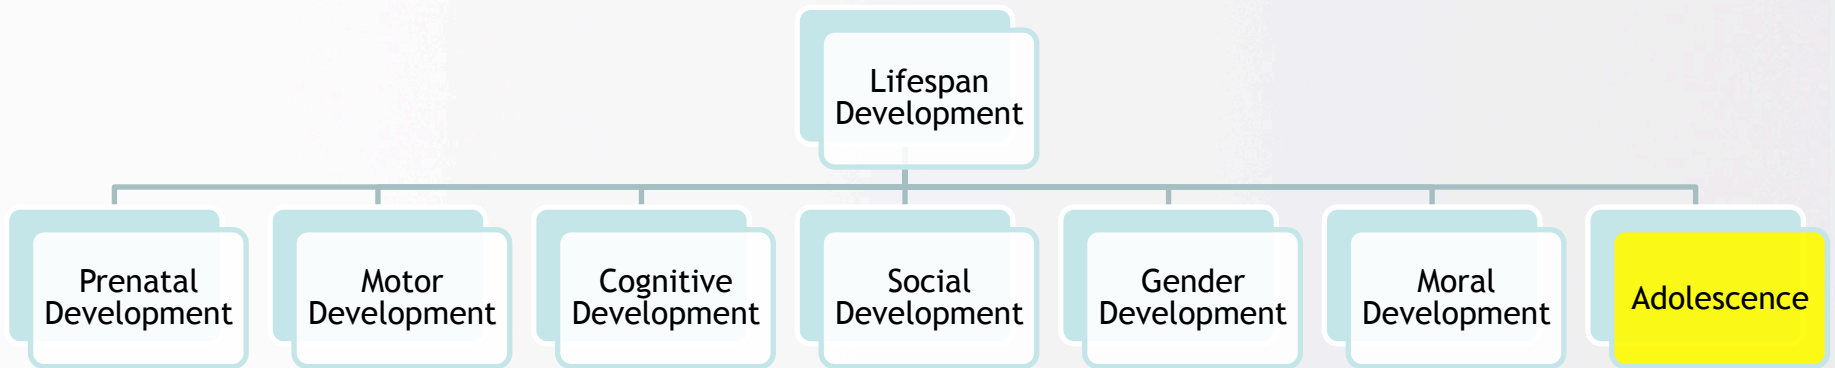 Lifespan
Development
Prenatal
Development
Motor
Development
Cognitive
Development
Social
Development
Gender
Development
Moral
Development
Adolescence